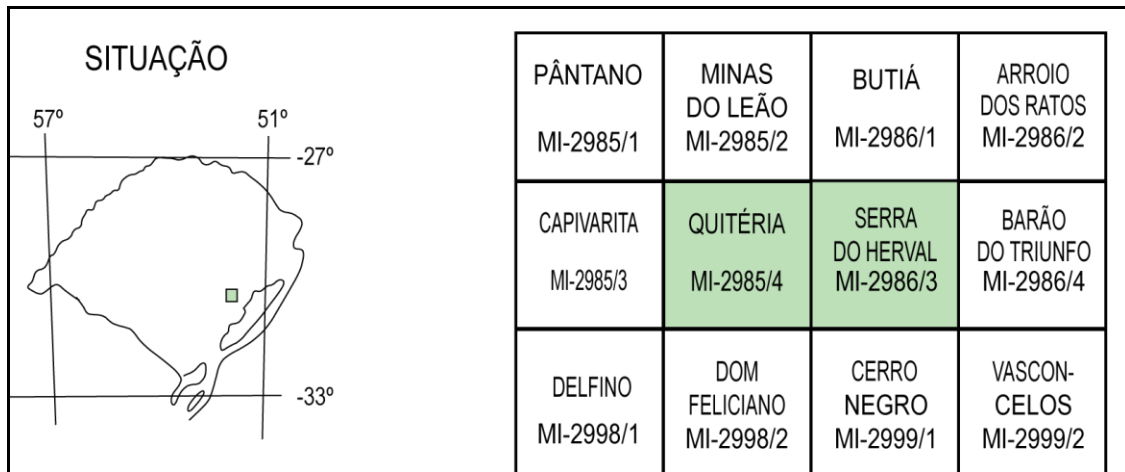 SITUAÇÃO
57º
51º
-27º
-33º
PÂNTANO
MI-2985/1
MINAS
DO LEÃO
MI-2985/2
BUTIÁ
MI-2986/1
ARROIO
DOS RATOS
MI-2986/2
CAPIVARITA
MI-2985/3
QUITÉRIA
MI-2985/4
SERRA
DO HERVAL
MI-2986/3
BARÃO
DO TRIUNFO
MI-2986/4
DELFINO
MI-2998/1
DOM
FELICIANO
MI-2998/2
CERRO
NEGRO
MI-2999/1
VASCON-
CELOS
MI-2999/2